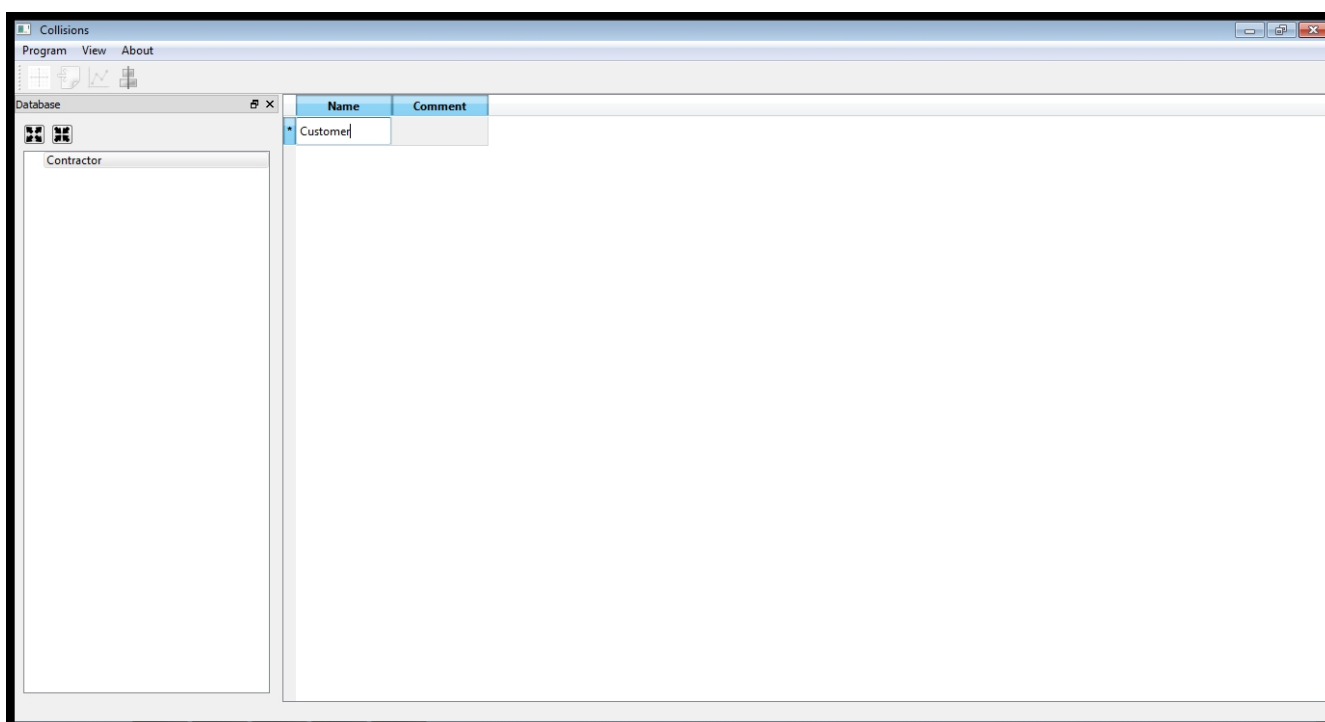 Collisions
Program View About
Database
Name Comment
* Customer
Contractor